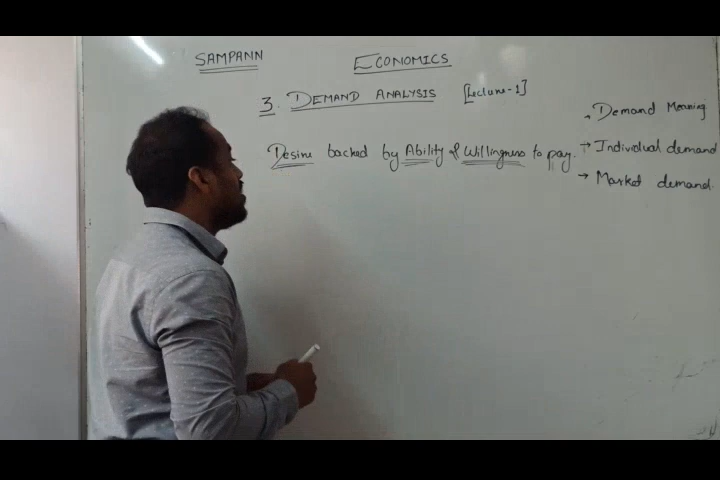 SAMPANN ECONOMICS
3. DEMAND ANALYSIS [Lecture-1]
→ Demand Meaning
Desire backed by Ability & Willingness to pay.
→ Individual demand
→ Market demand.